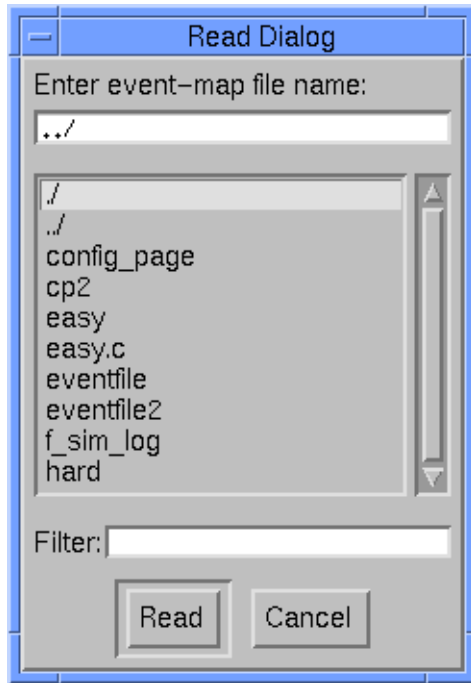 Read Dialog
Enter event-map file name:
../
./
../
config_page
cp2
easy
easy.c
eventfile
eventfile2
f_sim_log
hard
Filter:
Read Cancel